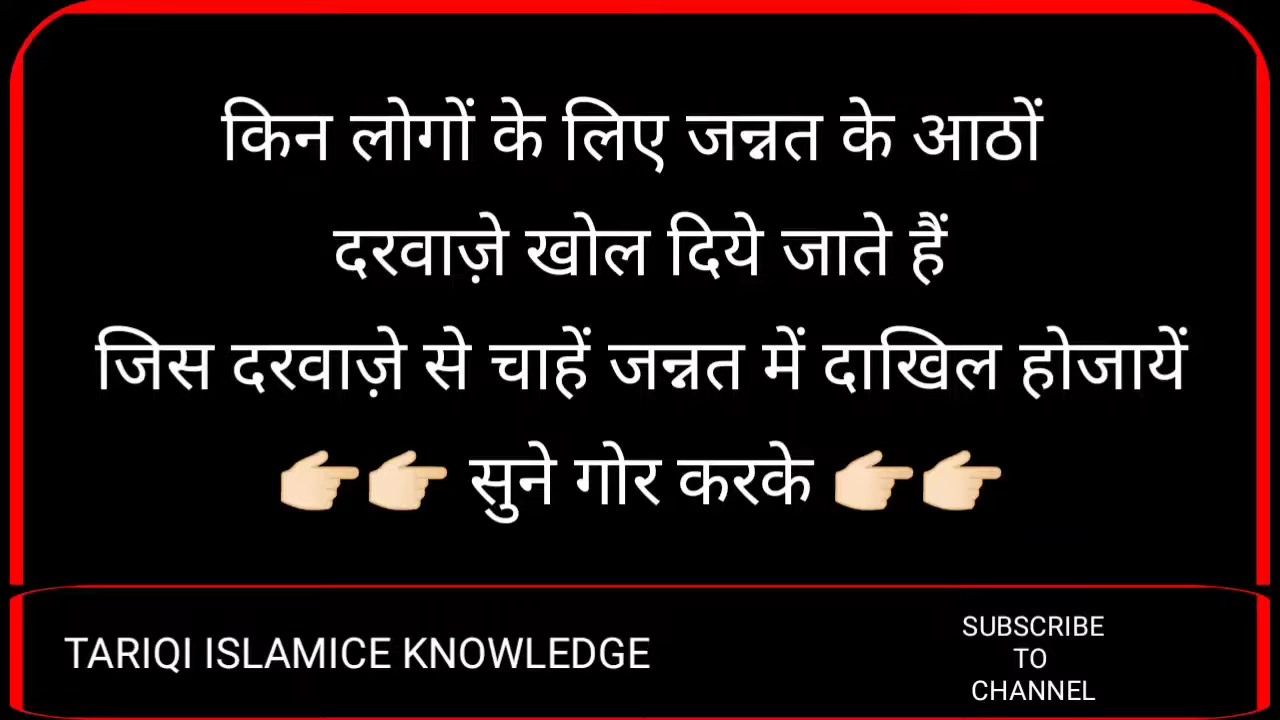 किन लोगों के लिए जन्नत के आठों
दरवाज़े खोल दिये जाते हैं
जिस दरवाज़े से चाहें जन्नत में दाखिल होजायें
👉🏻👉🏻 सुने गोर करके 👉🏻👉🏻
TARIQI ISLAMICE KNOWLEDGE
SUBSCRIBE
TO
CHANNEL